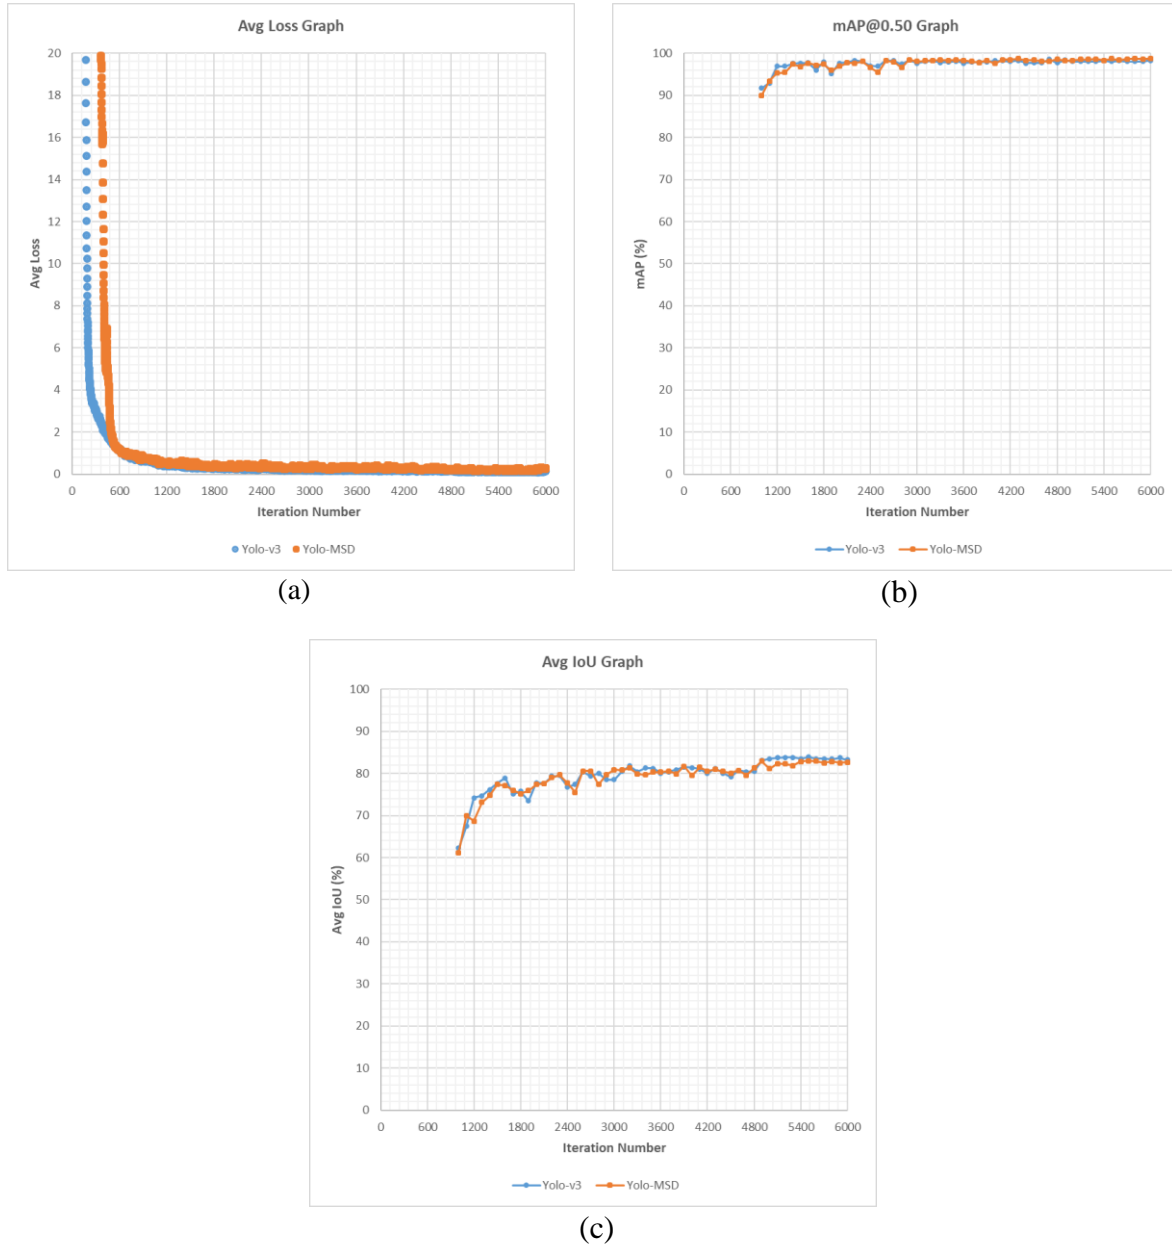 Avg Loss Graph
20
18
16
14
12
10
8
6
4
2
0
Avg Loss
0 600 1200 1800 2400 3000 3600 4200 4800 5400 6000
Iteration Number
Yolo-v3 Yolo-MSD
(a)
mAP@0.50 Graph
100
90
80
70
60
50
40
30
20
10
0
mAP (%)
0 600 1200 1800 2400 3000 3600 4200 4800 5400 6000
Iteration Number
Yolo-v3 Yolo-MSD
(b)
Avg IoU Graph
100
90
80
70
60
50
40
30
20
10
0
Avg IoU (%)
0 600 1200 1800 2400 3000 3600 4200 4800 5400 6000
Iteration Number
Yolo-v3 Yolo-MSD
(c)